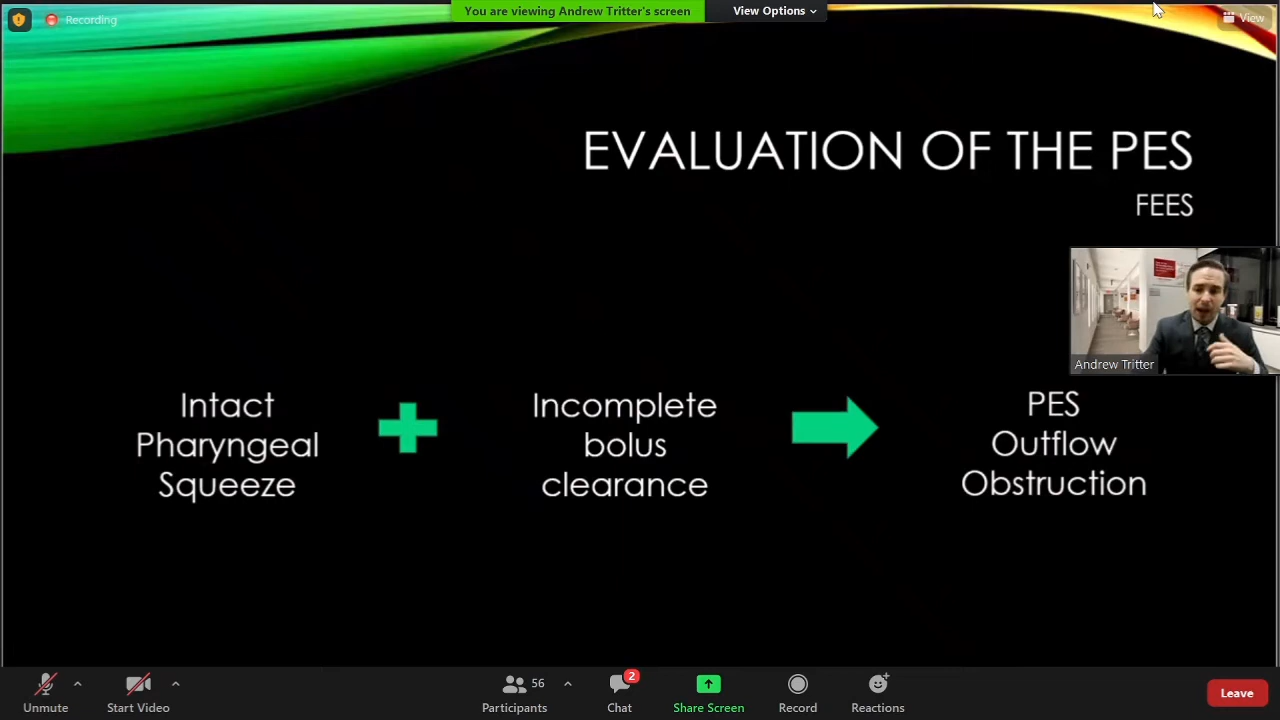 Recording
You are viewing Andrew Tritter's screen
View Options
View
EVALUATION OF THE PES
FEES
Andrew Tritter
Intact
Pharyngeal
Squeeze
Incomplete
bolus
clearance
PES
Outflow
Obstruction
Unmute
Start Video
56
Participants
2
Chat
Share Screen
Record
Reactions
Leave